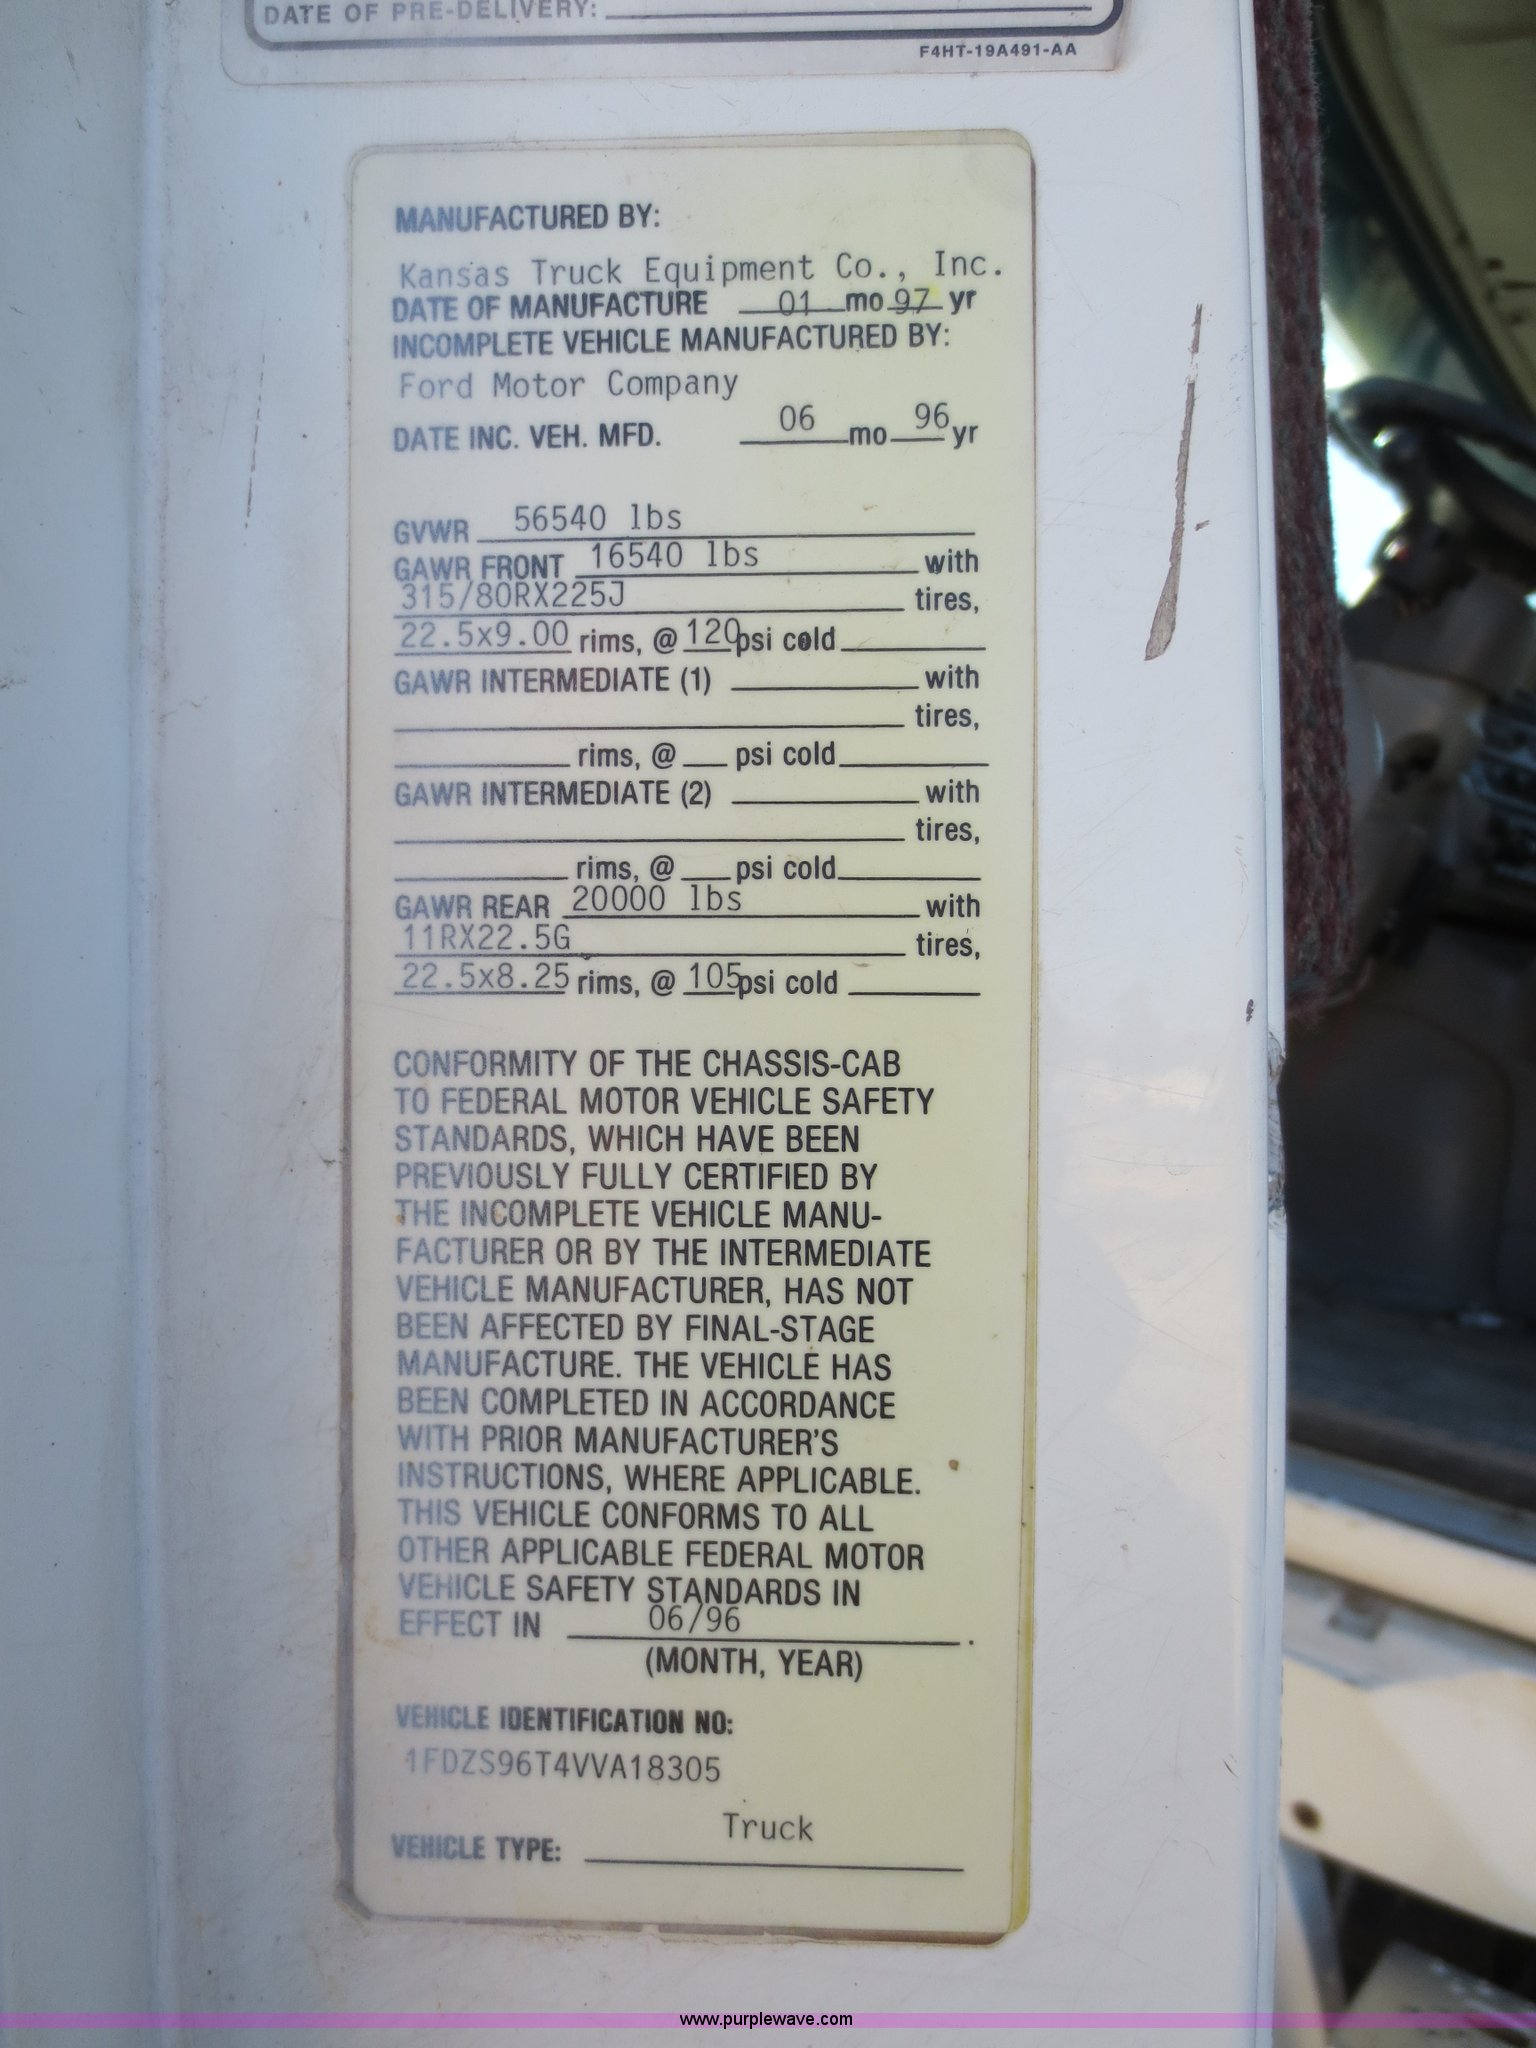 DATE OF PRE-DELIVERY:
F4HT-19A491-AA
MANUFACTURED BY:
Kansas Truck Equipment Co., Inc.
DATE OF MANUFACTURE 01 mo 97 yr
INCOMPLETE VEHICLE MANUFACTURED BY:
Ford Motor Company
DATE INC. VEH. MFD. 06 mo 96 yr
GVWR 56540 lbs
GAWR FRONT 16540 lbs with
315/80RX225J tires,
22.5x9.00 rims, @ 120 psi cold
GAWR INTERMEDIATE (1) with
tires,
rims, @ psi cold
GAWR INTERMEDIATE (2) with
tires,
rims, @ psi cold
GAWR REAR 20000 lbs with
11RX22.5G tires,
22.5x8.25 rims, @ 105 psi cold
CONFORMITY OF THE CHASSIS-CAB
TO FEDERAL MOTOR VEHICLE SAFETY
STANDARDS, WHICH HAVE BEEN
PREVIOUSLY FULLY CERTIFIED BY
THE INCOMPLETE VEHICLE MANU-
FACTURER OR BY THE INTERMEDIATE
VEHICLE MANUFACTURER, HAS NOT
BEEN AFFECTED BY FINAL-STAGE
MANUFACTURE. THE VEHICLE HAS
BEEN COMPLETED IN ACCORDANCE
WITH PRIOR MANUFACTURER'S
INSTRUCTIONS, WHERE APPLICABLE.
THIS VEHICLE CONFORMS TO ALL
OTHER APPLICABLE FEDERAL MOTOR
VEHICLE SAFETY STANDARDS IN
EFFECT IN 06/96.
(MONTH, YEAR)
VEHICLE IDENTIFICATION NO:
1FDZS96T4VVA18305
VEHICLE TYPE: Truck
www.purplewave.com